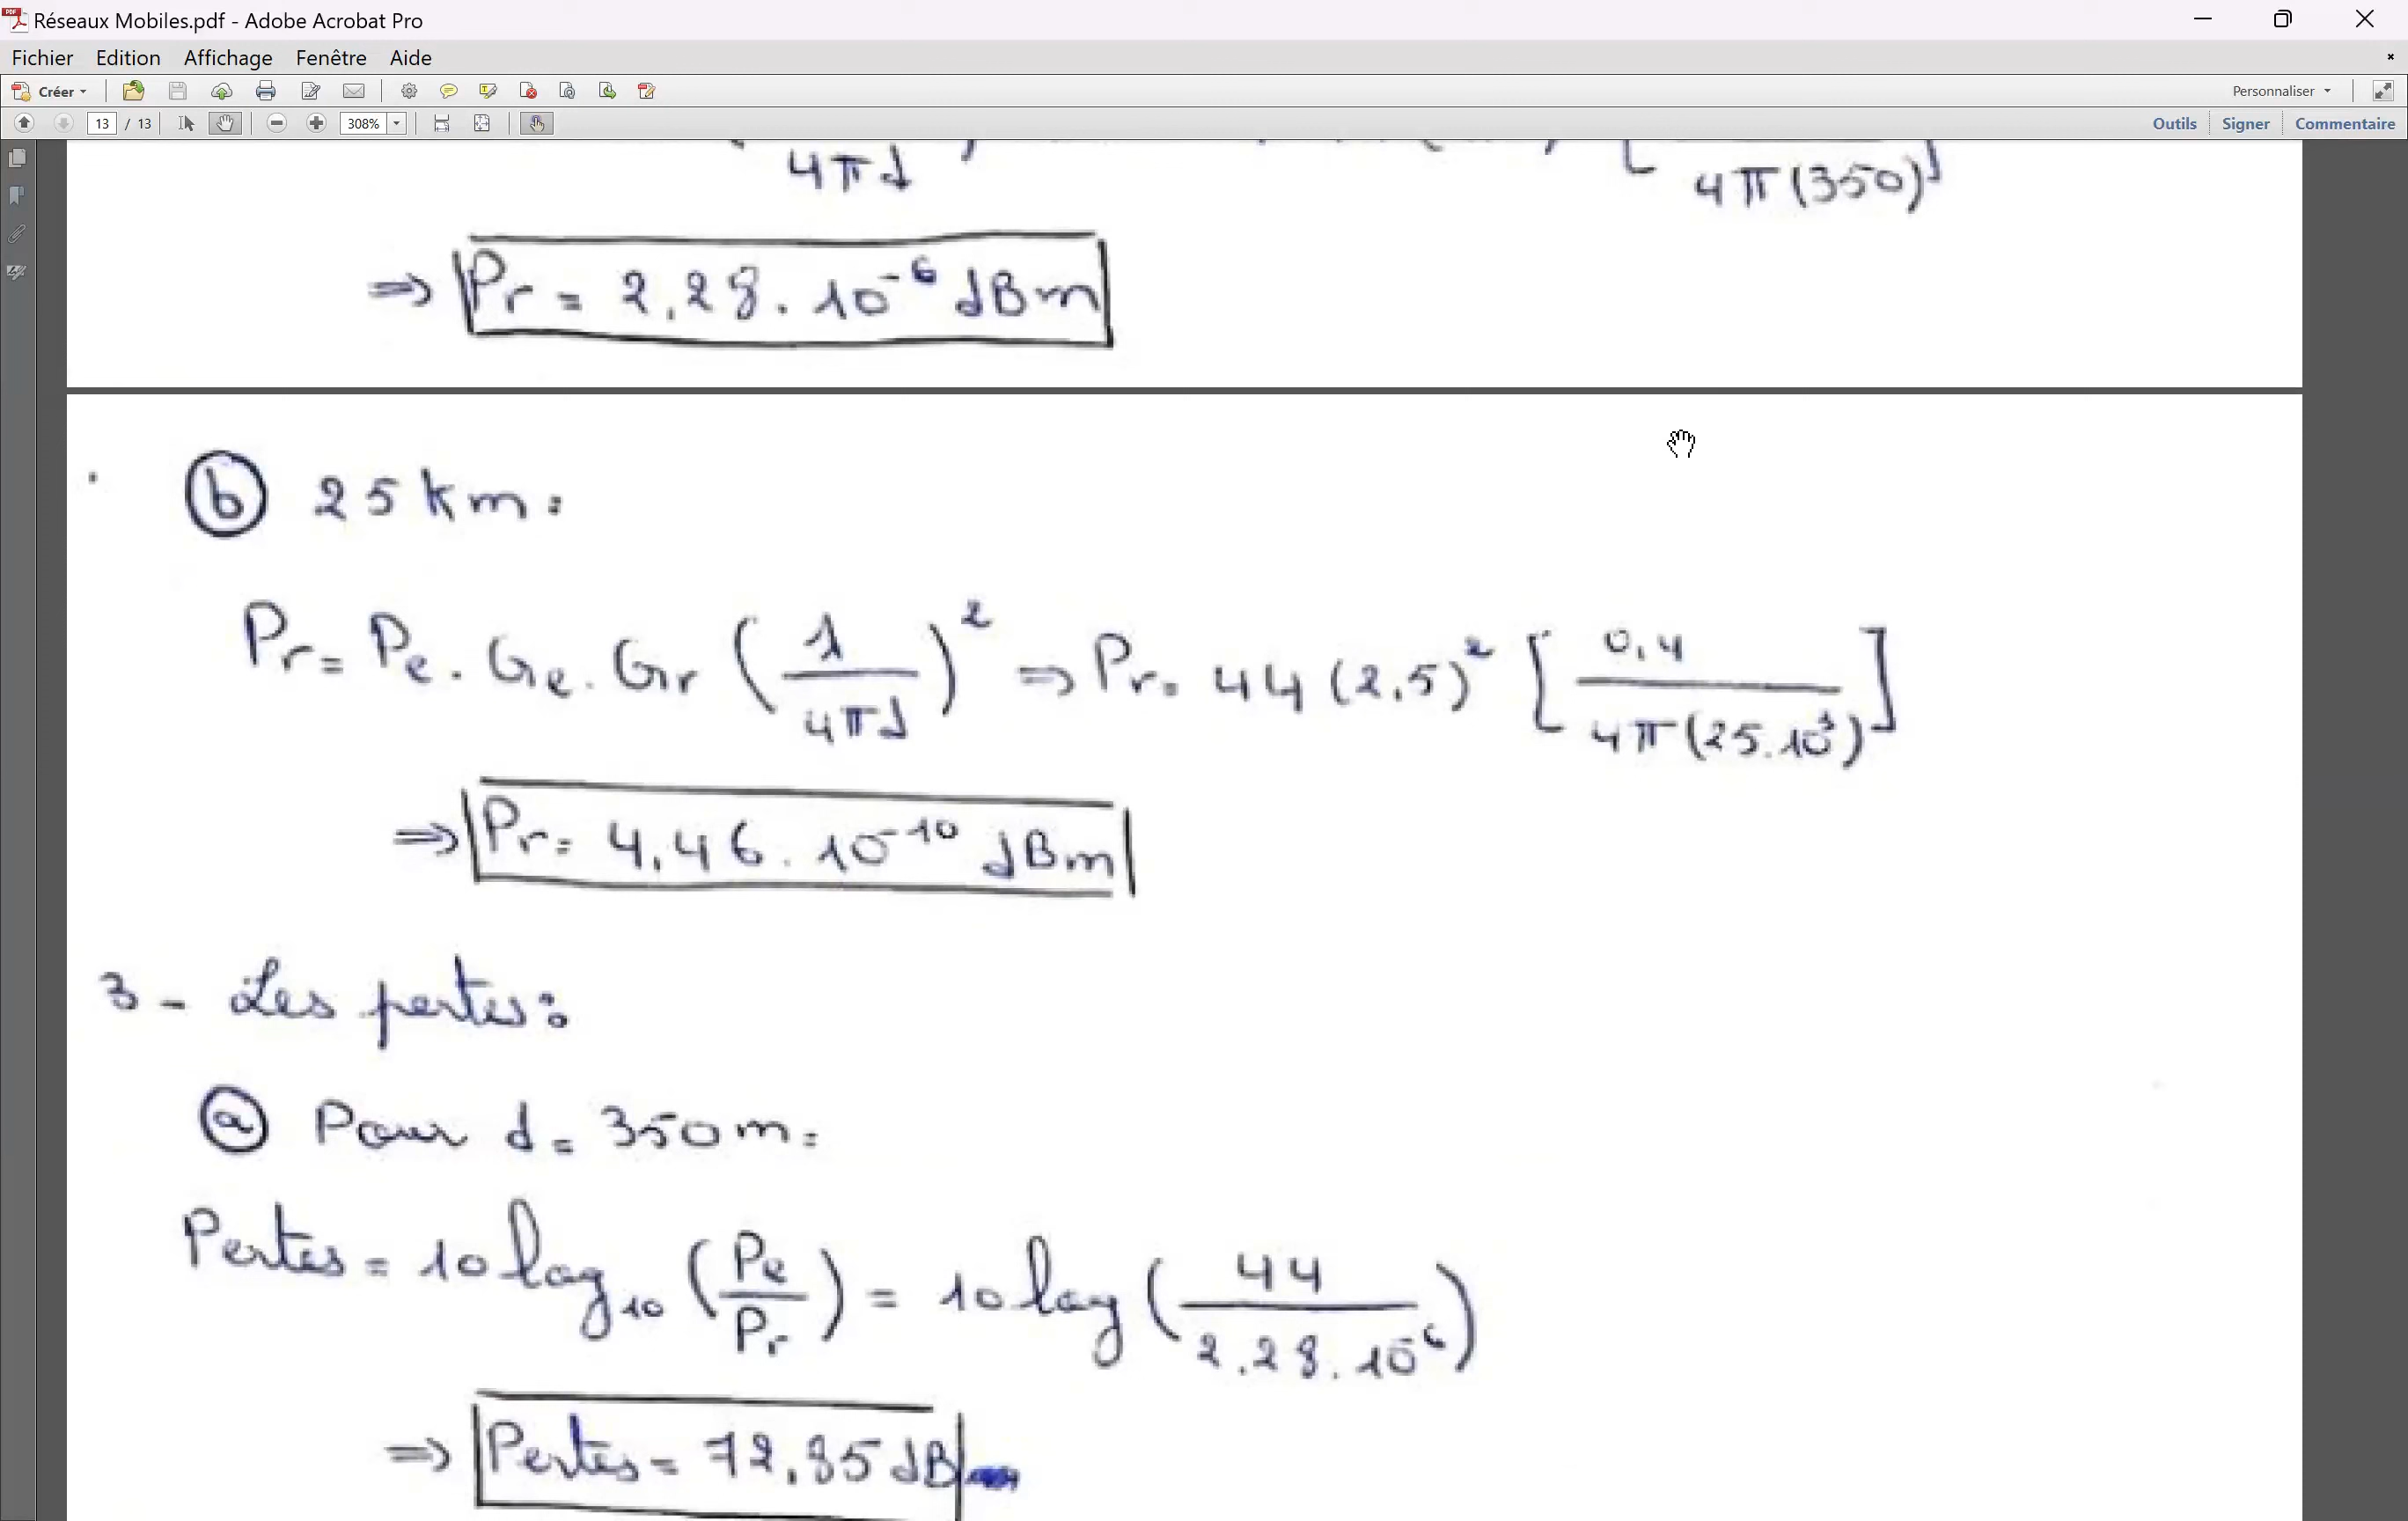 Réseaux Mobiles.pdf - Adobe Acrobat Pro
Fichier Edition Affichage Fenêtre Aide
Créer Personnaliser
13 / 13 308% Outils Signer Commentaire
4πd 4π(350)
⇒ Pr = 2,28 . 10⁻⁶ dBm
ⓑ 25 km :
Pr = Pe . Ge . Gr (λ / 4πd)² ⇒ Pr = 44 (2,5)² [0,4 / 4π(25.10³)]
⇒ Pr = 4,46 . 10⁻¹⁰ dBm
3 - Les pertes :
ⓐ Pour d = 350 m :
Pertes = 10 log₁₀ (Pe / Pr) = 10 log (44 / 2,28 . 10⁻⁶)
⇒ Pertes = 72,85 dB